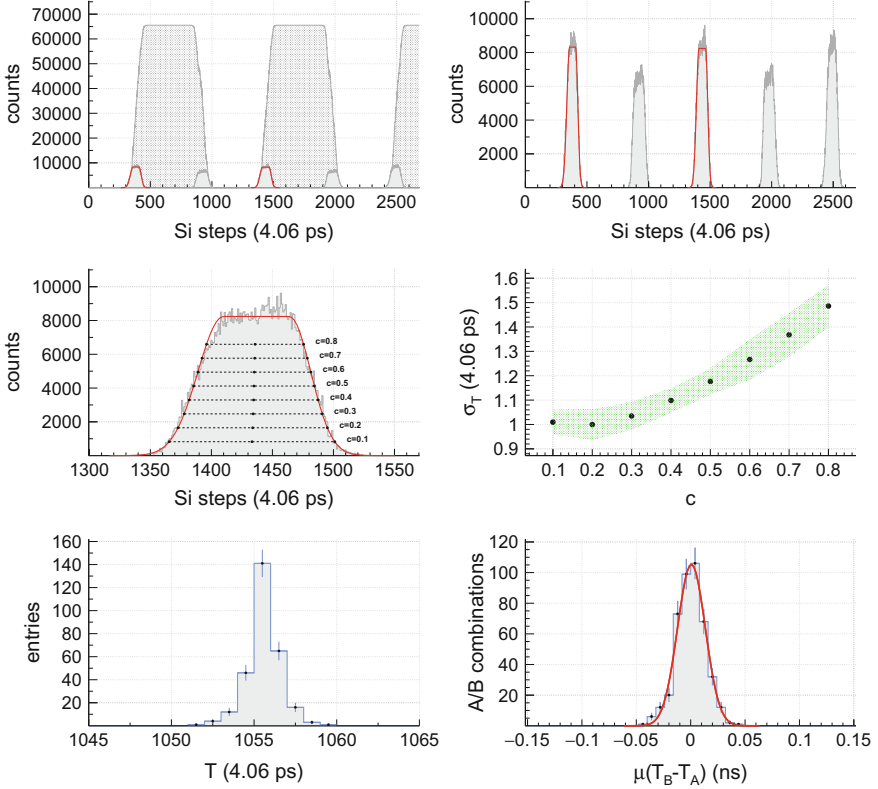 70000
60000
50000
40000
30000
20000
10000
counts
0 500 1000 1500 2000 2500
Si steps (4.06 ps)
10000
8000
6000
4000
2000
counts
0 500 1000 1500 2000 2500
Si steps (4.06 ps)
10000
8000
6000
4000
2000
counts
c=0.8
c=0.7
c=0.6
c=0.5
c=0.4
c=0.3
c=0.2
c=0.1
1300 1350 1400 1450 1500 1550
Si steps (4.06 ps)
1.6
1.5
1.4
1.3
1.2
1.1
1
0.9
σT (4.06 ps)
0.1 0.2 0.3 0.4 0.5 0.6 0.7 0.8
c
160
140
120
100
80
60
40
20
entries
1045 1050 1055 1060 1065
T (4.06 ps)
120
100
80
60
40
20
A/B combinations
−0.15 −0.1 −0.05 0 0.05 0.1 0.15
μ(TB-TA) (ns)